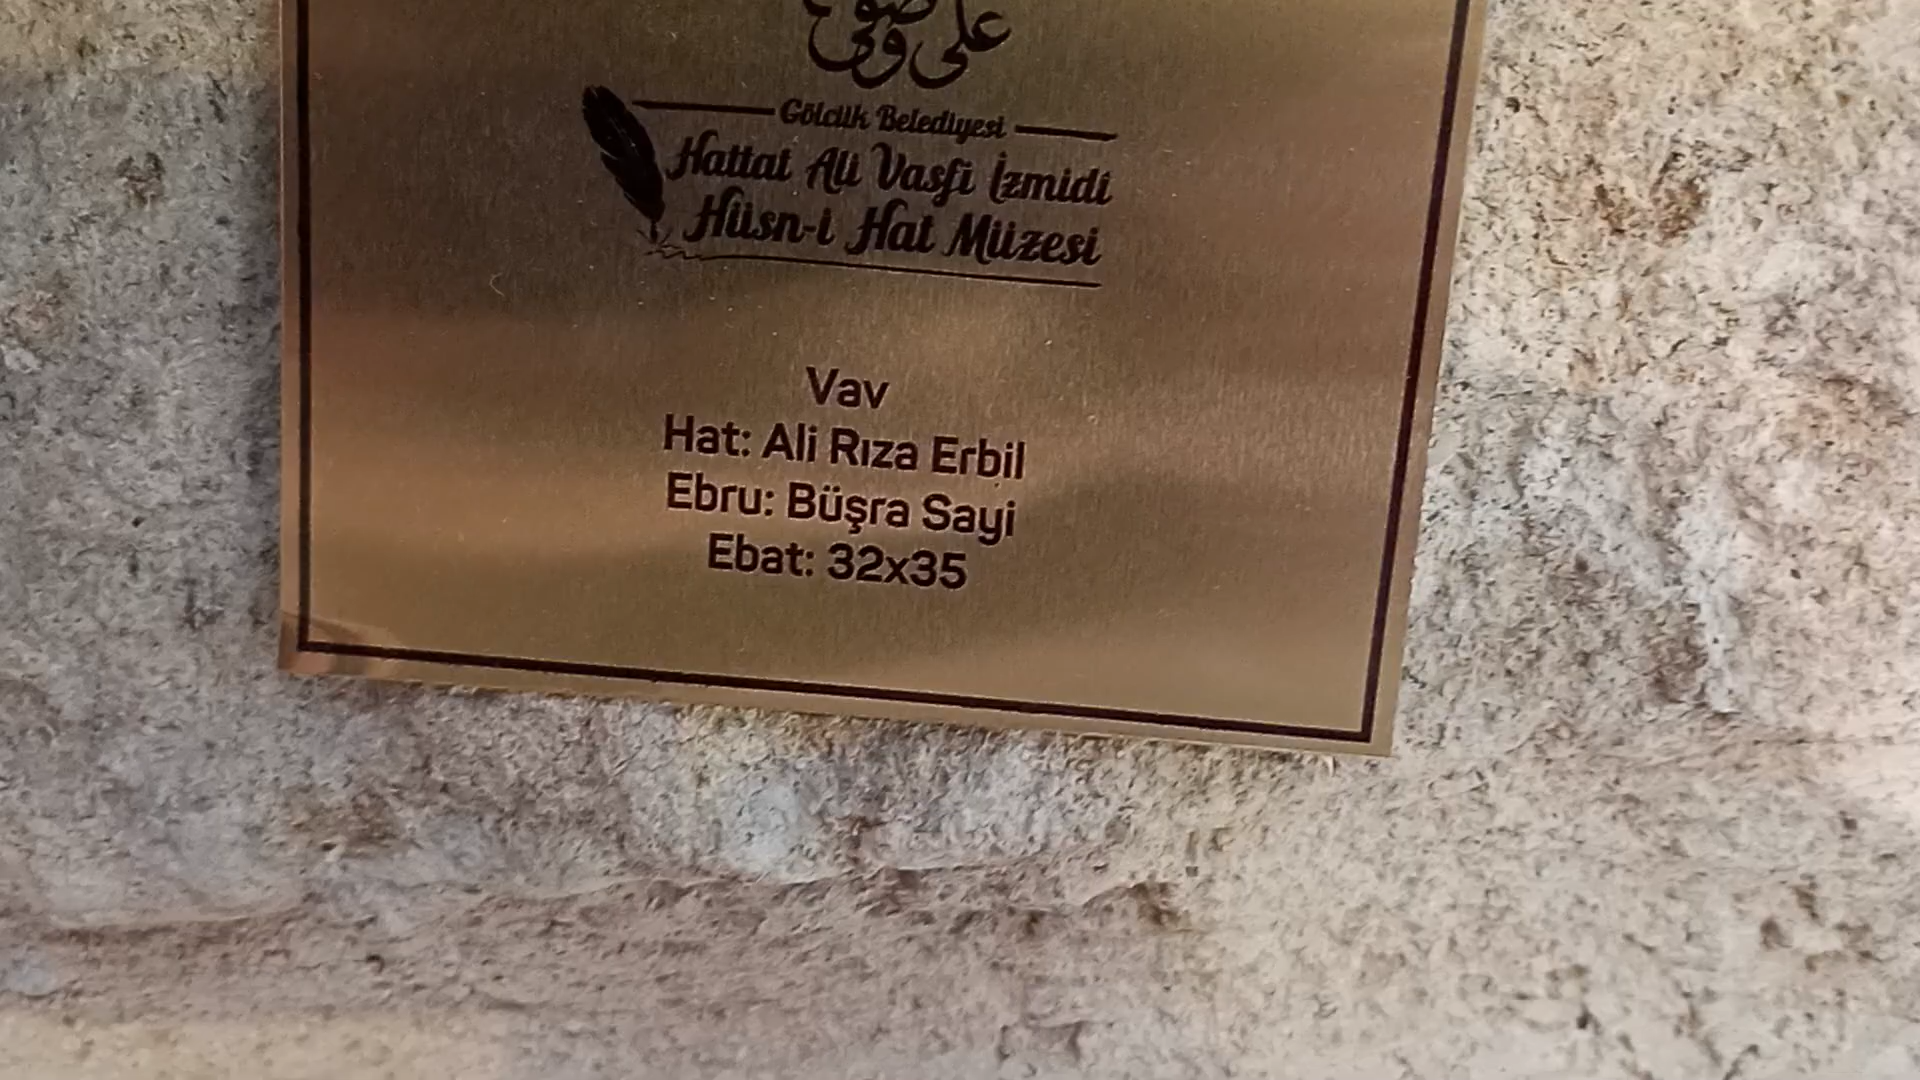 علي وصفي
Gölcük Belediyesi
Hattat Ali Vasfi İzmidi
Hüsn-i Hat Müzesi
Vav
Hat: Ali Rıza Erbil
Ebru: Büşra Sayi
Ebat: 32x35